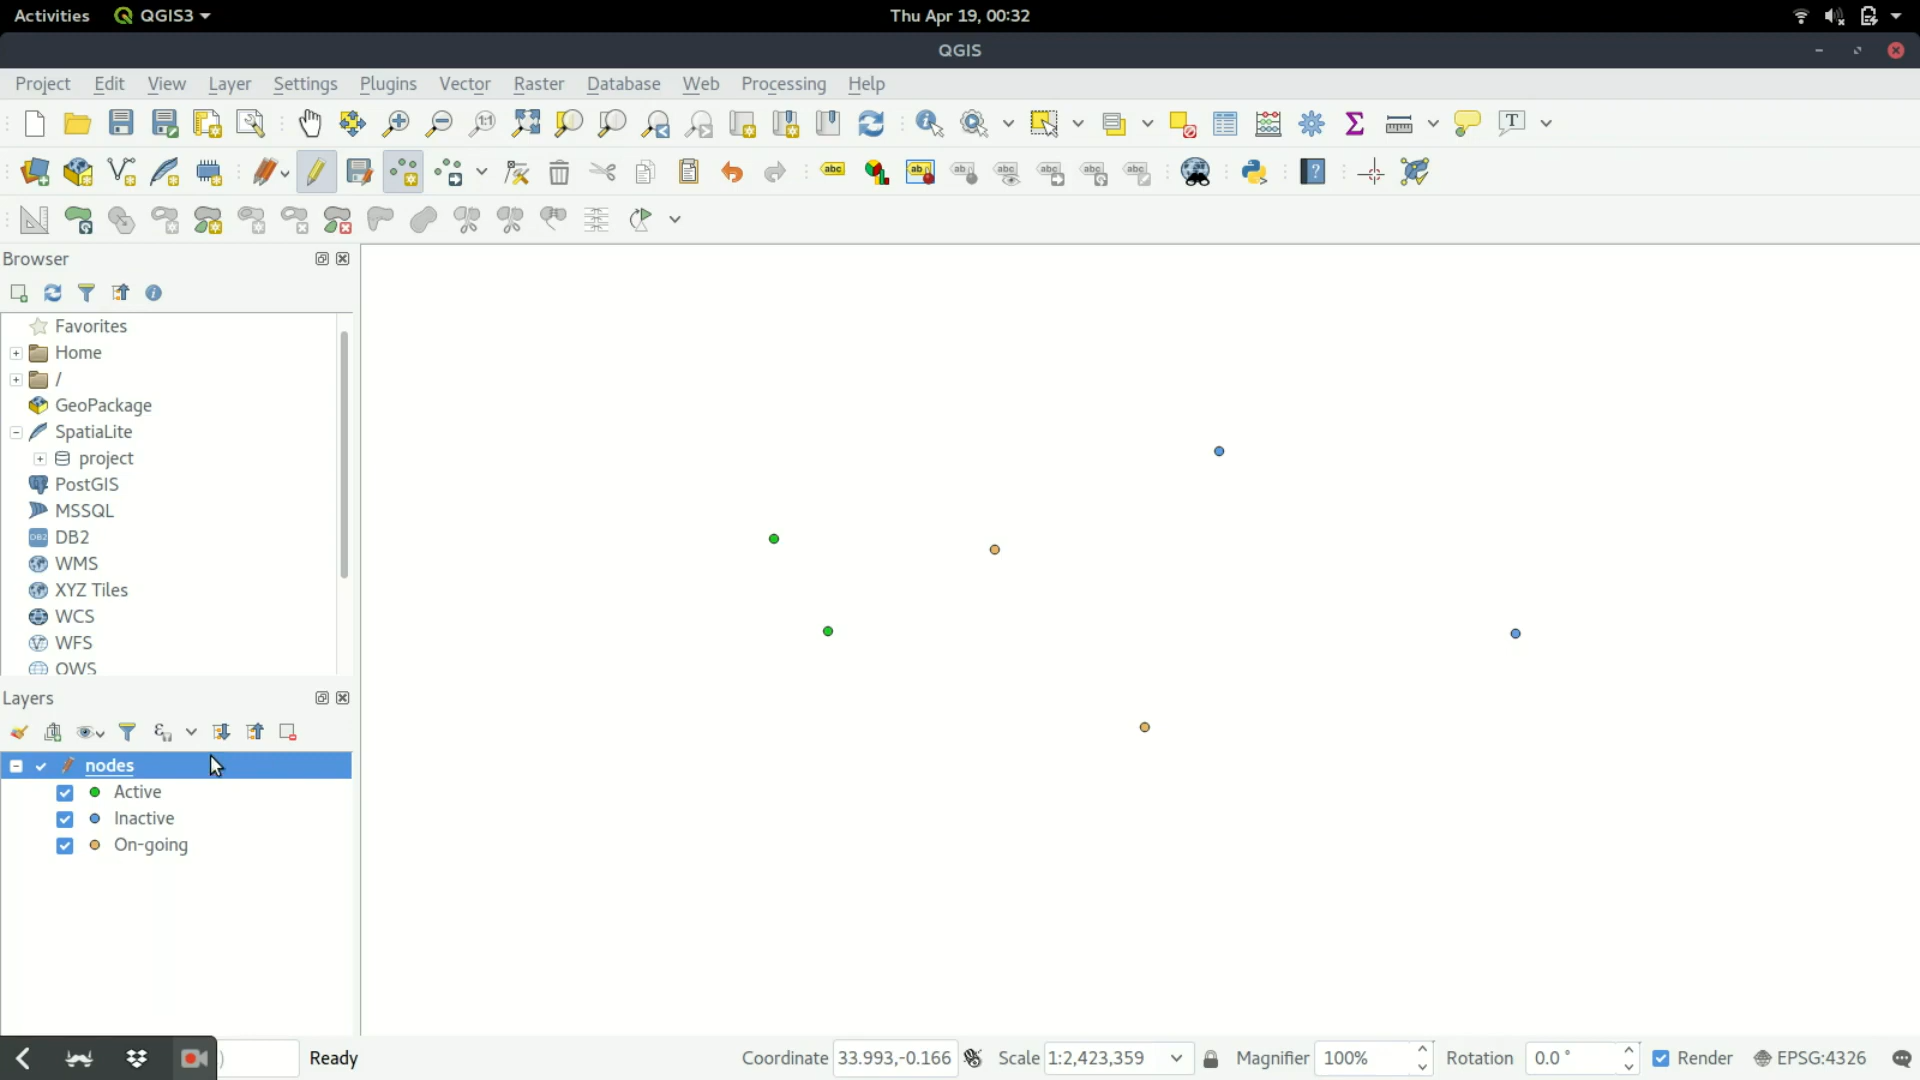 Activities QGIS3 Thu Apr 19, 00:32
QGIS
Project Edit View Layer Settings Plugins Vector Raster Database Web Processing Help
Browser
Favorites
Home
/
GeoPackage
SpatiaLite
project
PostGIS
MSSQL
DB2
WMS
XYZ Tiles
WCS
WFS
OWS
Layers
nodes
Active
Inactive
On-going
) Ready Coordinate 33.993,-0.166 Scale 1:2,423,359 Magnifier 100% Rotation 0.0 ° Render EPSG:4326